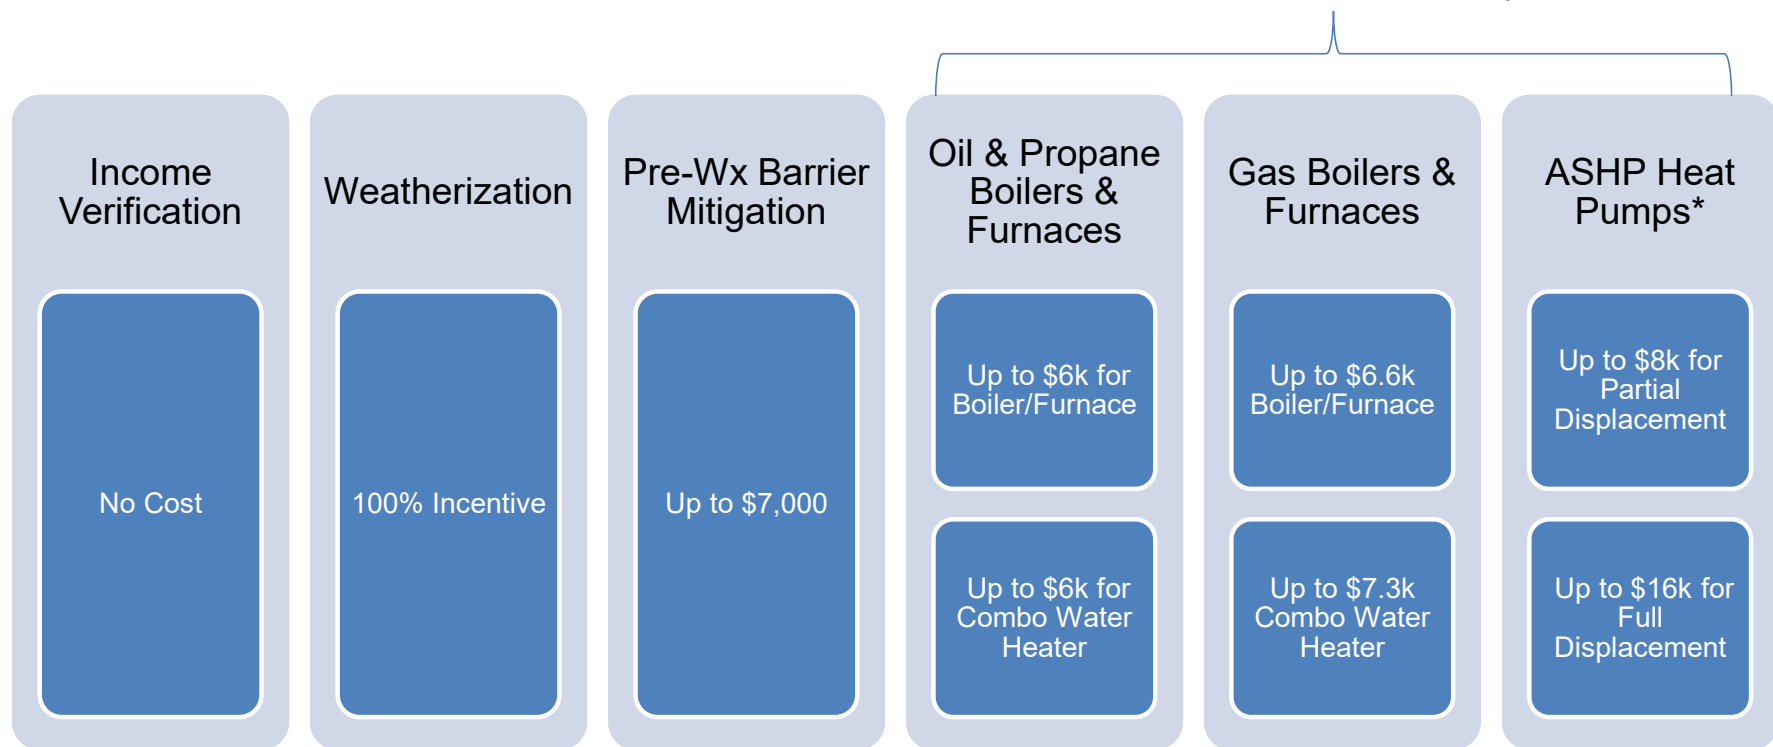 Income
Verification
No Cost
Weatherization
100% Incentive
Pre-Wx Barrier
Mitigation
Up to $7,000
Oil & Propane
Boilers &
Furnaces
Up to $6k for
Boiler/Furnace
Up to $6k for
Combo Water
Heater
Gas Boilers &
Furnaces
Up to $6.6k
Boiler/Furnace
Up to $7.3k
Combo Water
Heater
ASHP Heat
Pumps*
Up to $8k for
Partial
Displacement
Up to $16k for
Full
Displacement